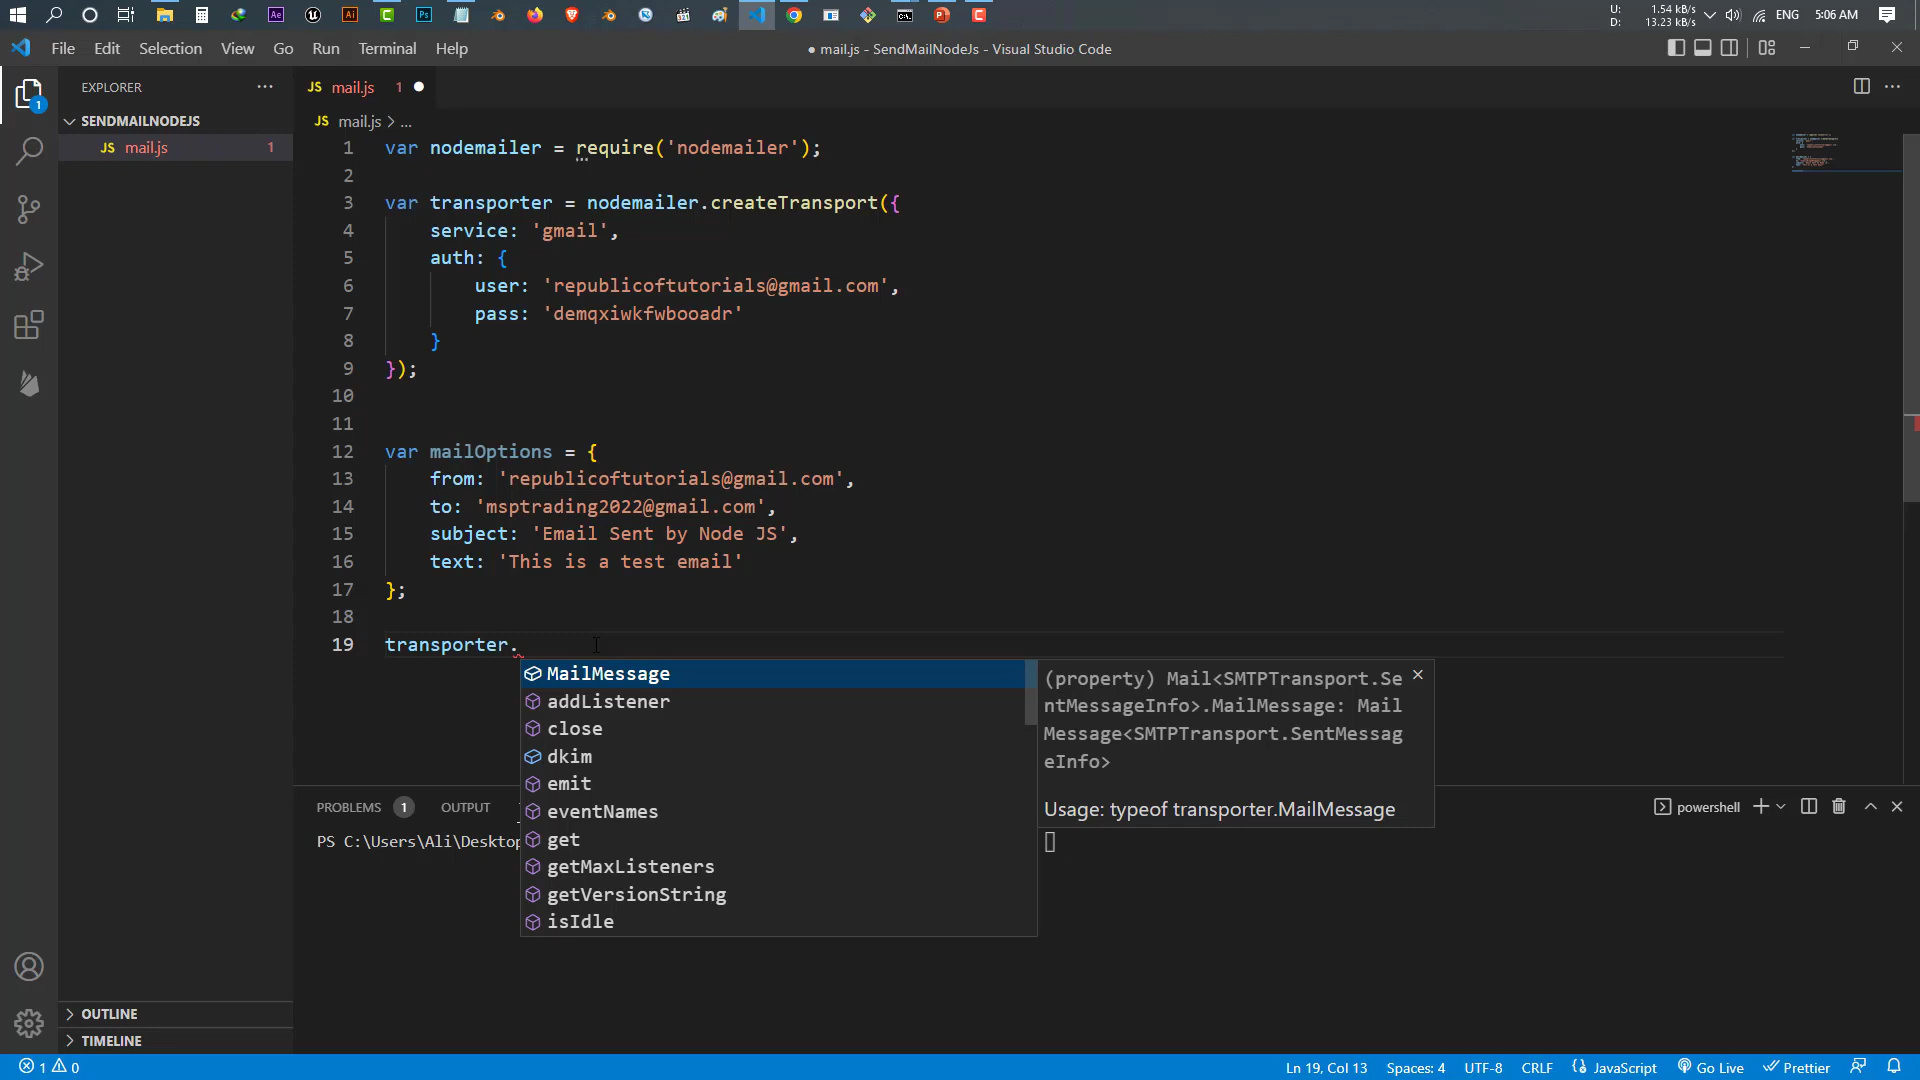 U: 1.54 kB/s
D: 13.23 kB/s
ENG 5:06 AM
File Edit Selection View Go Run Terminal Help
● mail.js - SendMailNodeJs - Visual Studio Code
EXPLORER
SENDMAILNODEJS
JS mail.js 1
1
JS mail.js 1
JS mail.js > ...
1 var nodemailer = require('nodemailer');
2
3 var transporter = nodemailer.createTransport({
4 service: 'gmail',
5 auth: {
6 user: 'republicoftutorials@gmail.com',
7 pass: 'demqxiwkfwbooadr'
8 }
9 });
10
11
12 var mailOptions = {
13 from: 'republicoftutorials@gmail.com',
14 to: 'msptrading2022@gmail.com',
15 subject: 'Email Sent by Node JS',
16 text: 'This is a test email'
17 };
18
19 transporter.
MailMessage
addListener
close
dkim
emit
eventNames
get
getMaxListeners
getVersionString
isIdle
(property) Mail<SMTPTransport.Se
ntMessageInfo>.MailMessage: Mail
Message<SMTPTransport.SentMessag
eInfo>
Usage: typeof transporter.MailMessage
PROBLEMS 1 OUTPUT
powershell
PS C:\Users\Ali\Desktop
OUTLINE
TIMELINE
1 0
Ln 19, Col 13 Spaces: 4 UTF-8 CRLF JavaScript Go Live Prettier